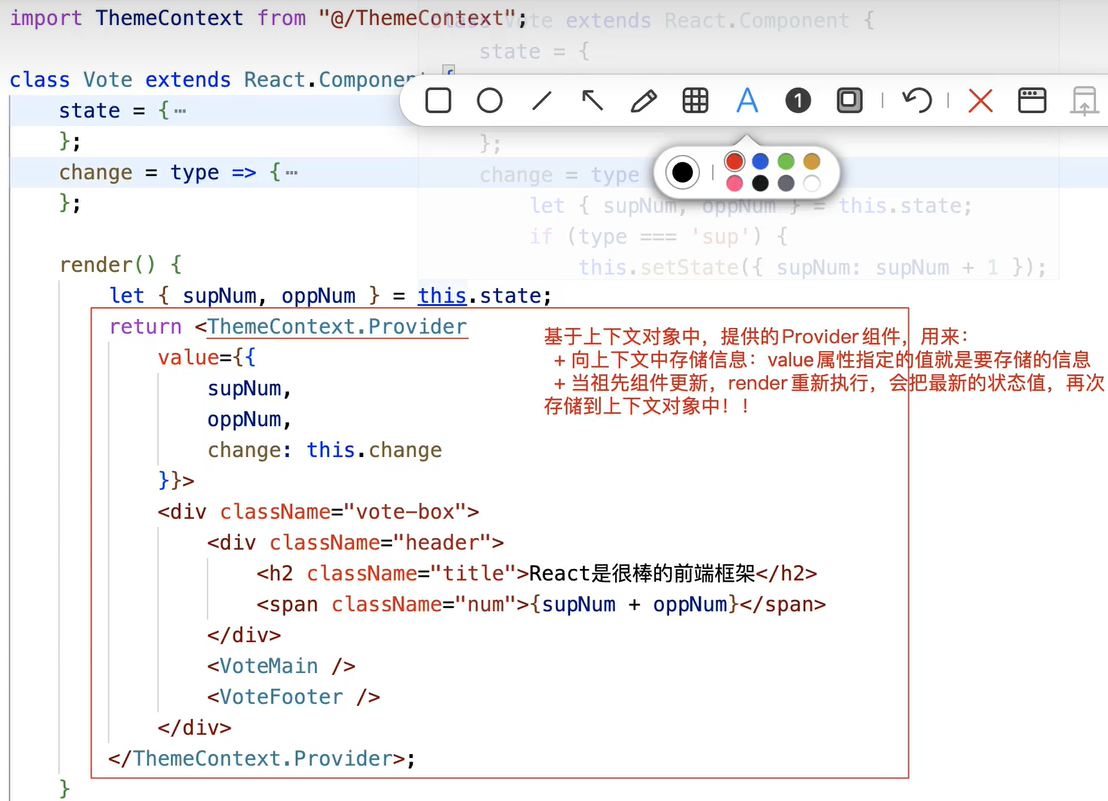 import ThemeContext from "@/ThemeContext";
class Vote extends React.Component {
state = {
class Vote extends React.Component {
state = {⋯
};
};
change = type => {⋯
change = type
};
let { supNum, oppNum } = this.state;
if (type === 'sup') {
this.setState({ supNum: supNum + 1 });
1
A
render() {
let { supNum, oppNum } = this.state;
return <ThemeContext.Provider
value={{
supNum,
oppNum,
change: this.change
}}>
<div className="vote-box">
<div className="header">
<h2 className="title">React是很棒的前端框架</h2>
<span className="num">{supNum + oppNum}</span>
</div>
<VoteMain />
<VoteFooter />
</div>
</ThemeContext.Provider>;
}
基于上下文对象中，提供的Provider组件，用来：
+ 向上下文中存储信息：value属性指定的值就是要存储的信息
+ 当祖先组件更新，render重新执行，会把最新的状态值，再次
存储到上下文对象中！！